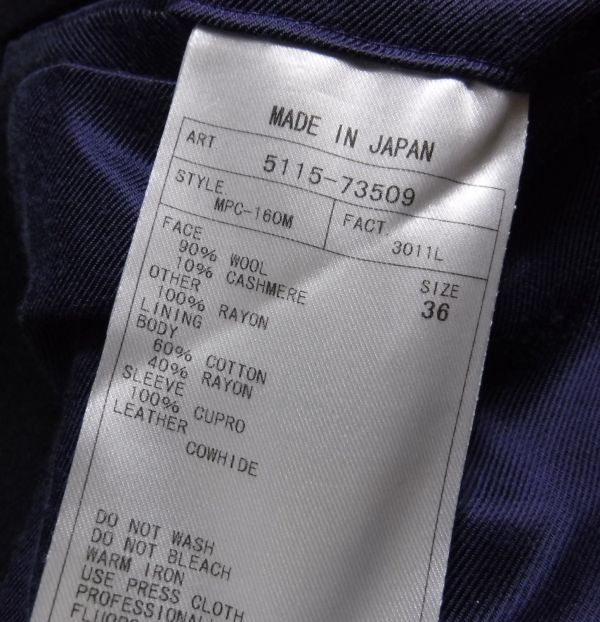 MADE IN JAPAN
ART 5115-73509
STYLE FACT
MPC-160M 3011L
FACE SIZE
90% WOOL 36
10% CASHMERE
OTHER
100% RAYON
LINING
BODY
60% COTTON
40% RAYON
SLEEVE
100% CUPRO
LEATHER
COWHIDE
DO NOT WASH
DO NOT BLEACH
WARM IRON
USE PRESS CLOTH